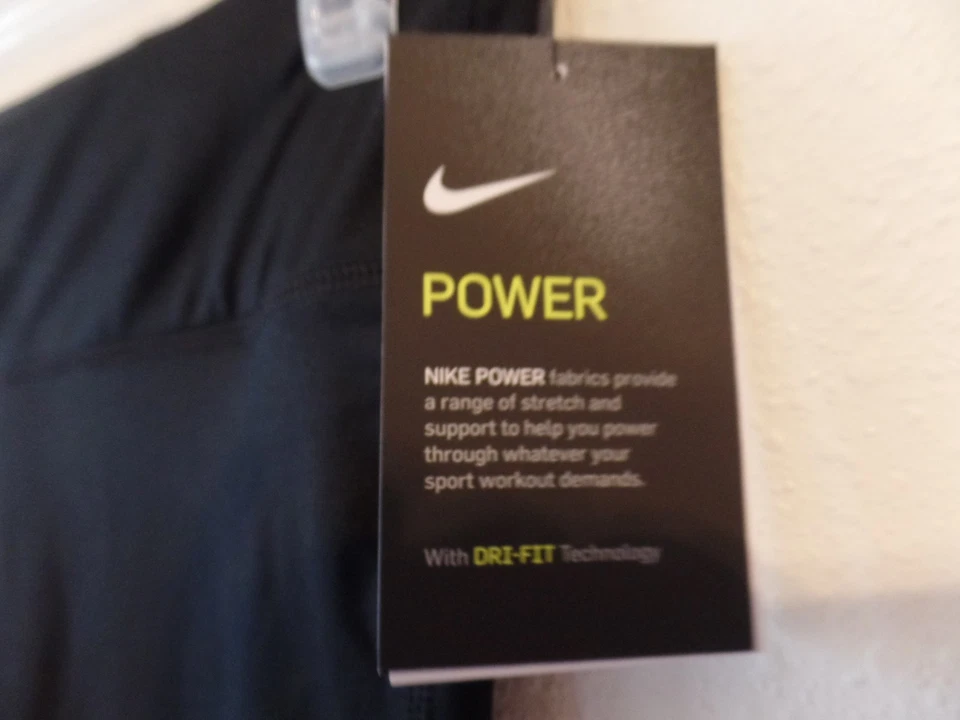 POWER
NIKE POWER fabrics provide
a range of stretch and
support to help you power
through whatever your
sport workout demands.
With DRI-FIT Technology